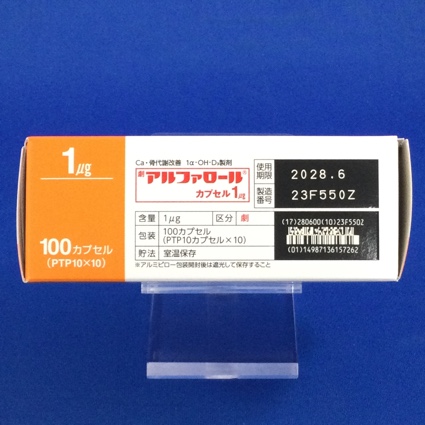 1μg
100カプセル
(PTP10×10)
Ca・骨代謝改善 1α-OH-D₃製剤
劇 アルファロール®
カプセル1μg
含量 1μg 区分 劇
包装 100カプセル
(PTP10カプセル×10)
貯法 室温保存
※アルミピロー包装開封後は遮光して保存すること
使用期限 2028.6
製造番号 23F550Z
(17)280600(10)23F550Z
(01)14987136157262